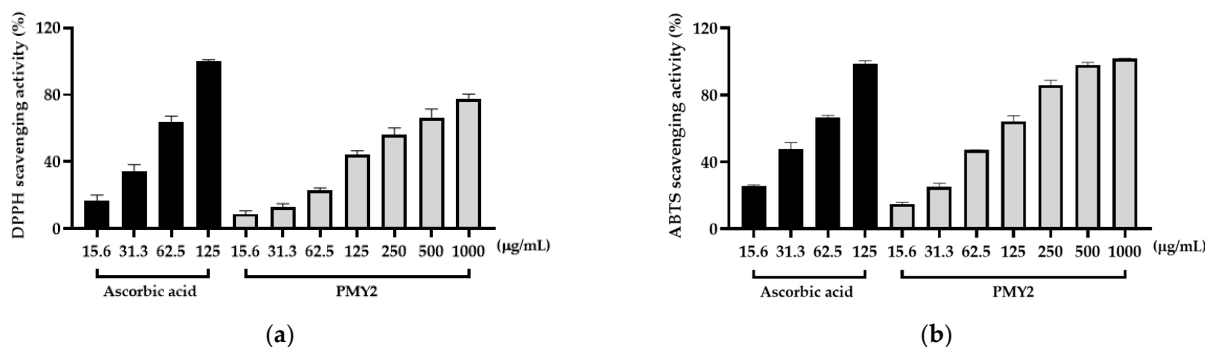 DPPH scavenging activity (%)
120
80
40
0
15.6 31.3 62.5 125 15.6 31.3 62.5 125 250 500 1000 (µg/mL)
Ascorbic acid PMY2
(a)
ABTS scavenging activity (%)
120
80
40
0
15.6 31.3 62.5 125 15.6 31.3 62.5 125 250 500 1000 (µg/mL)
Ascorbic acid PMY2
(b)